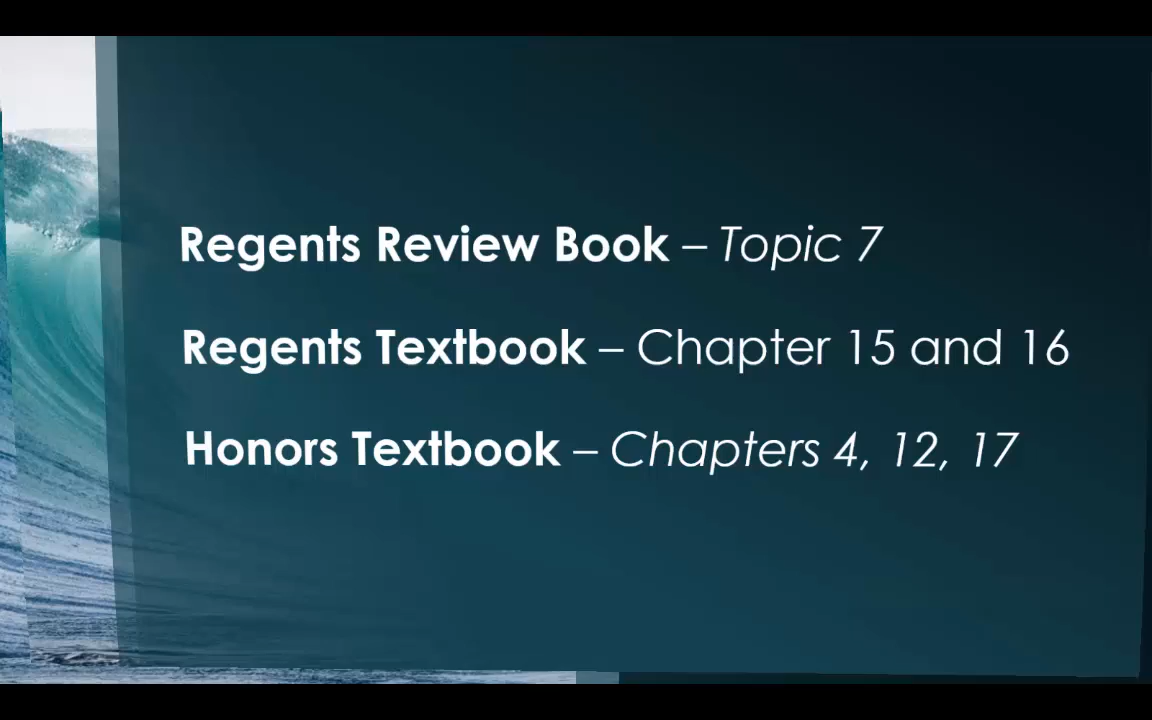 Regents Review Book – Topic 7
Regents Textbook – Chapter 15 and 16
Honors Textbook – Chapters 4, 12, 17